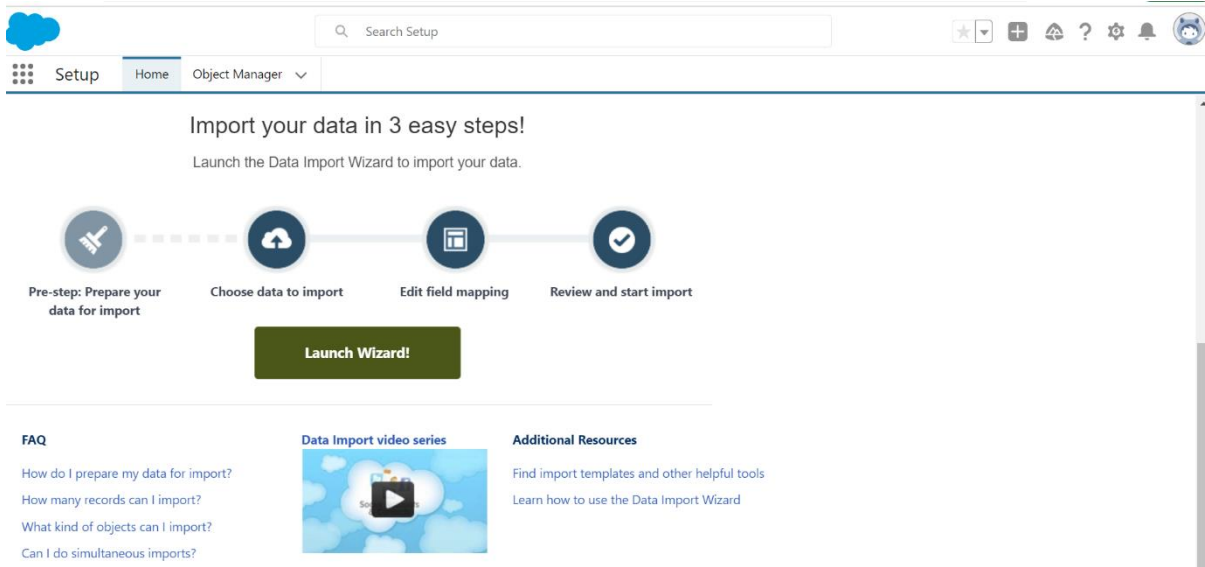 Search Setup
Setup
Home
Object Manager
Import your data in 3 easy steps!
Launch the Data Import Wizard to import your data.
Pre-step: Prepare your
data for import
Choose data to import
Edit field mapping
Review and start import
Launch Wizard!
FAQ
How do I prepare my data for import?
How many records can I import?
What kind of objects can I import?
Can I do simultaneous imports?
Data Import video series
Additional Resources
Find import templates and other helpful tools
Learn how to use the Data Import Wizard